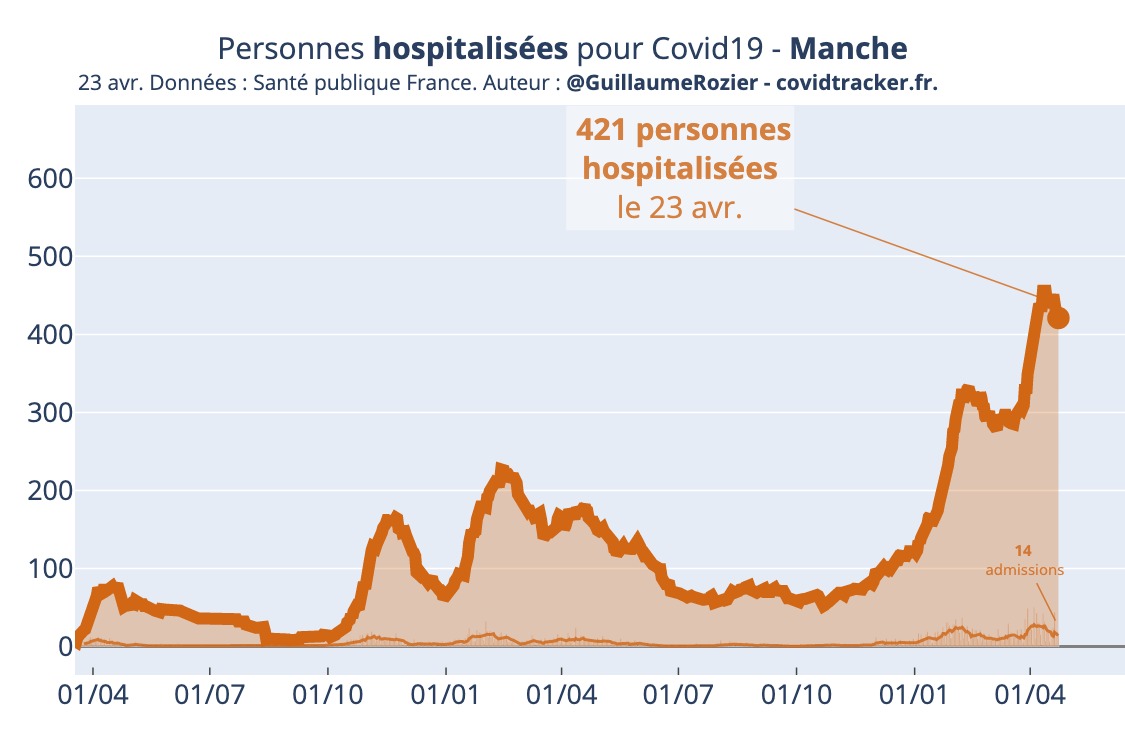 Personnes hospitalisées pour Covid19 - Manche
23 avr. Données : Santé publique France. Auteur : @GuillaumeRozier - covidtracker.fr.
421 personnes
hospitalisées
le 23 avr.
600
500
400
300
200
100
0
14
admissions
01/04 01/07 01/10 01/01 01/04 01/07 01/10 01/01 01/04